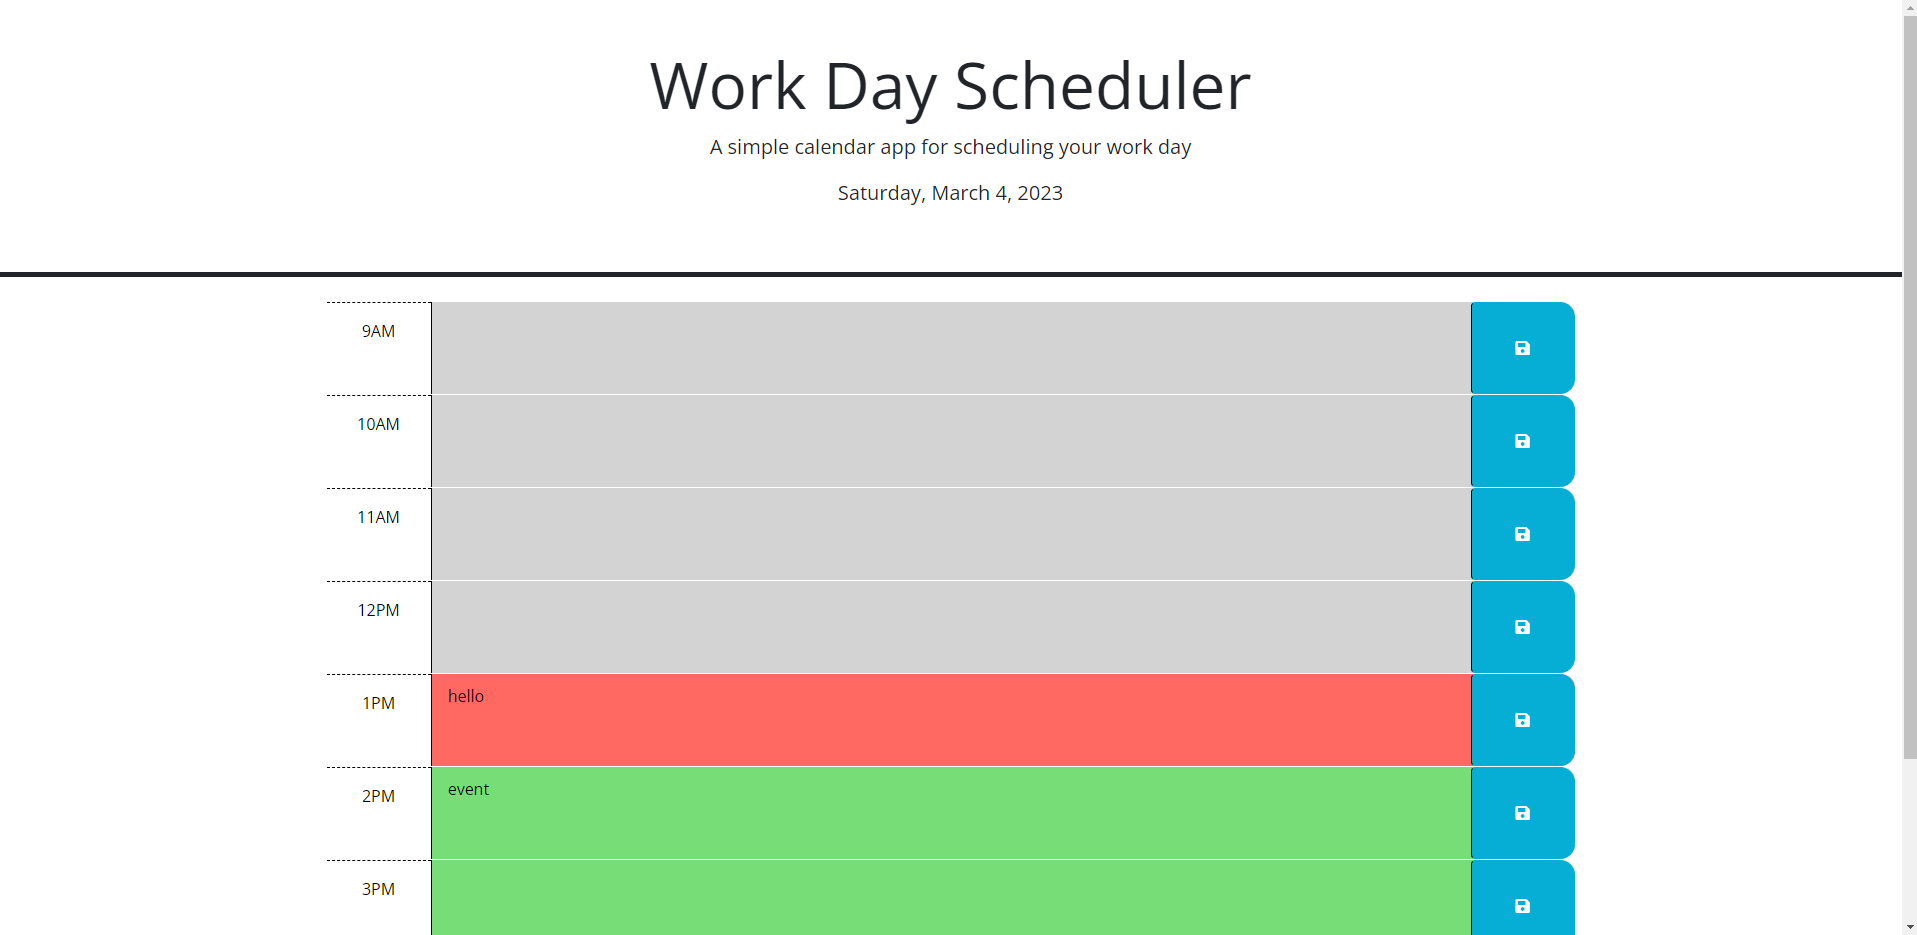 Work Day Scheduler
A simple calendar app for scheduling your work day
Saturday, March 4, 2023
9AM
10AM
11AM
12PM
1PM hello
2PM event
3PM